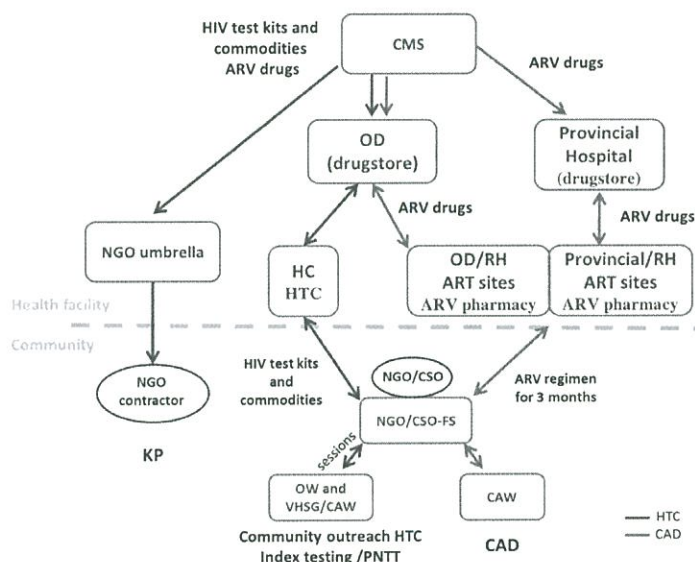 HIV test kits and
commodities
ARV drugs
CMS
ARV drugs
OD
(drugstore)
Provincial
Hospital
(drugstore)
ARV drugs
ARV drugs
NGO umbrella
HC
HTC
OD/RH
ART sites
ARV pharmacy
Provincial/RH
ART sites
ARV pharmacy
Health facility
Community
NGO
contractor
KP
HIV test kits
and
commodities
NGO/CSO
NGO/CSO-FS
ARV regimen
for 3 months
sessions
OW and
VHSG/CAW
CAW
Community outreach HTC
Index testing /PNTT
CAD
HTC
CAD